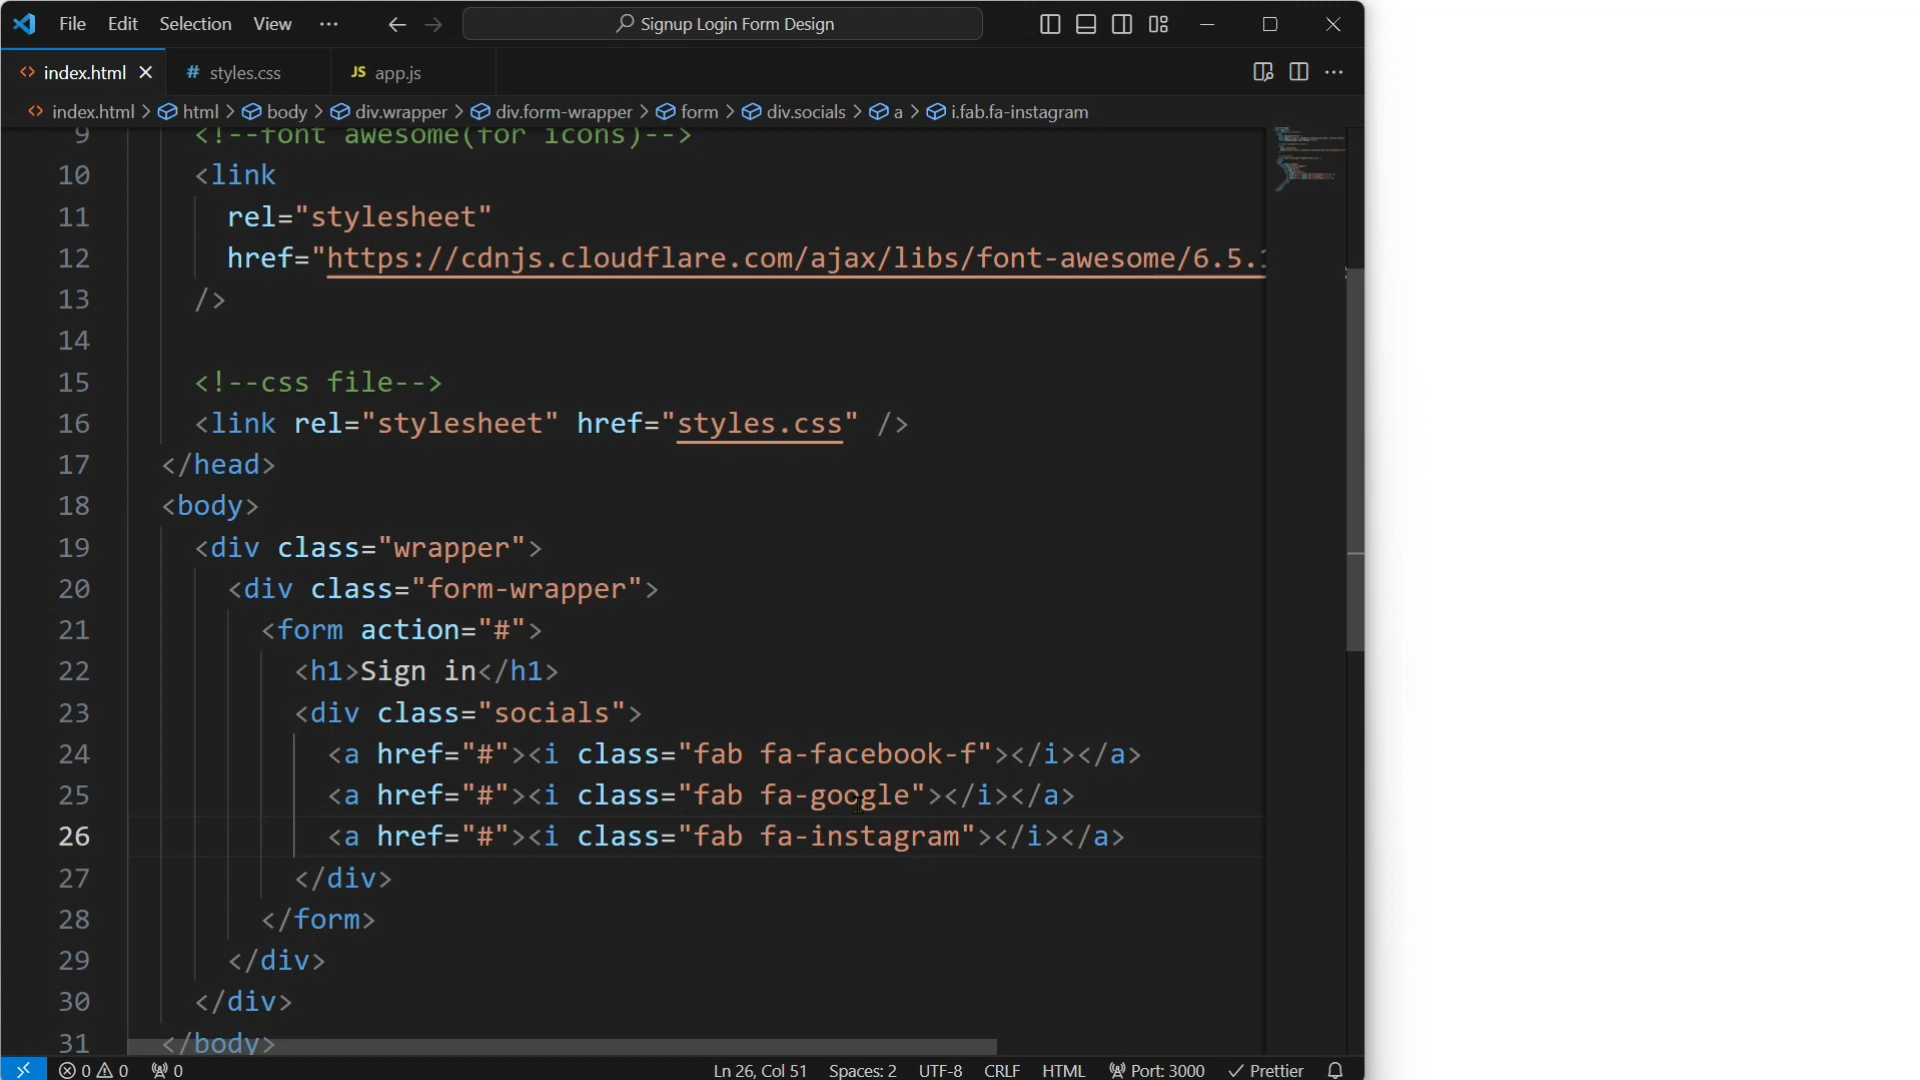 File Edit Selection View ··· Signup Login Form Design
index.html styles.css JS app.js
index.html > html > body > div.wrapper > div.form-wrapper > form > div.socials > a > i.fab.fa-instagram
9 <!--font awesome(for icons)-->
10 <link
11 rel="stylesheet"
12 href="https://cdnjs.cloudflare.com/ajax/libs/font-awesome/6.5.1
13 />
14
15 <!--css file-->
16 <link rel="stylesheet" href="styles.css" />
17 </head>
18 <body>
19 <div class="wrapper">
20 <div class="form-wrapper">
21 <form action="#">
22 <h1>Sign in</h1>
23 <div class="socials">
24 <a href="#"><i class="fab fa-facebook-f"></i></a>
25 <a href="#"><i class="fab fa-google"></i></a>
26 <a href="#"><i class="fab fa-instagram"></i></a>
27 </div>
28 </form>
29 </div>
30 </div>
31 </body>
0 0 0 Ln 26, Col 51 Spaces: 2 UTF-8 CRLF HTML Port: 3000 Prettier